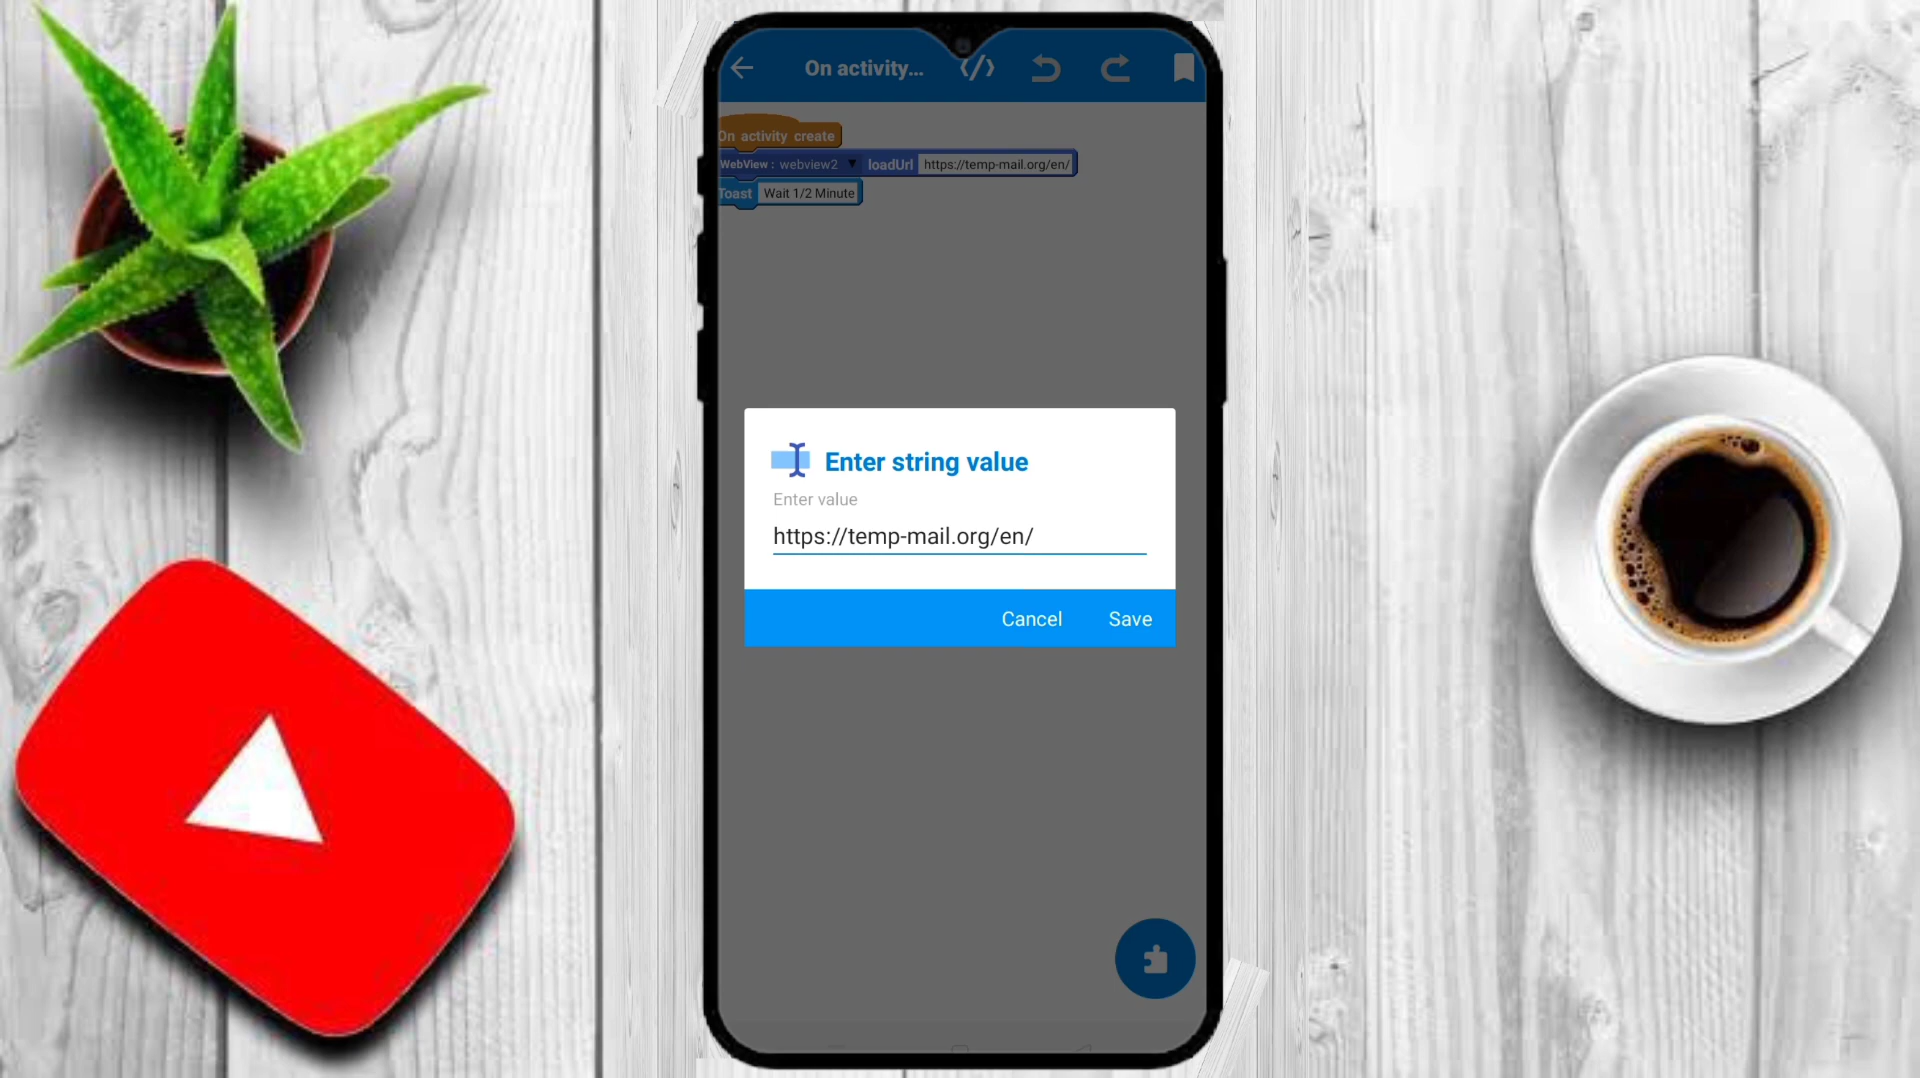 On activity...
On activity create
WebView : webview2 loadUrl https://temp-mail.org/en/
Toast Wait 1/2 Minute
Enter string value
Enter value
https://temp-mail.org/en/
Cancel Save